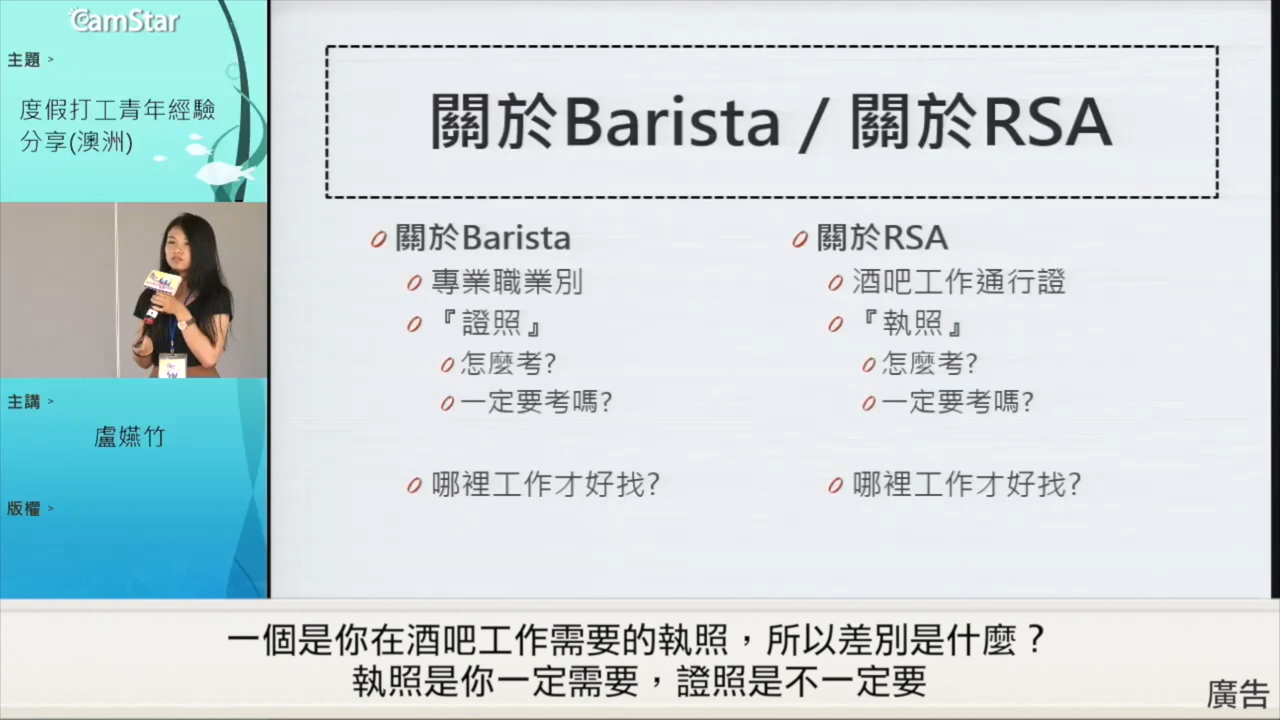 CamStar
主題 >
度假打工青年經驗
分享(澳洲)
主講 >
盧嬿竹
版權 >
關於Barista / 關於RSA
關於Barista
專業職業別
『證照』
怎麼考?
一定要考嗎?
哪裡工作才好找?
關於RSA
酒吧工作通行證
『執照』
怎麼考?
一定要考嗎?
哪裡工作才好找?
一個是你在酒吧工作需要的執照，所以差別是什麼？
執照是你一定需要，證照是不一定要
廣告